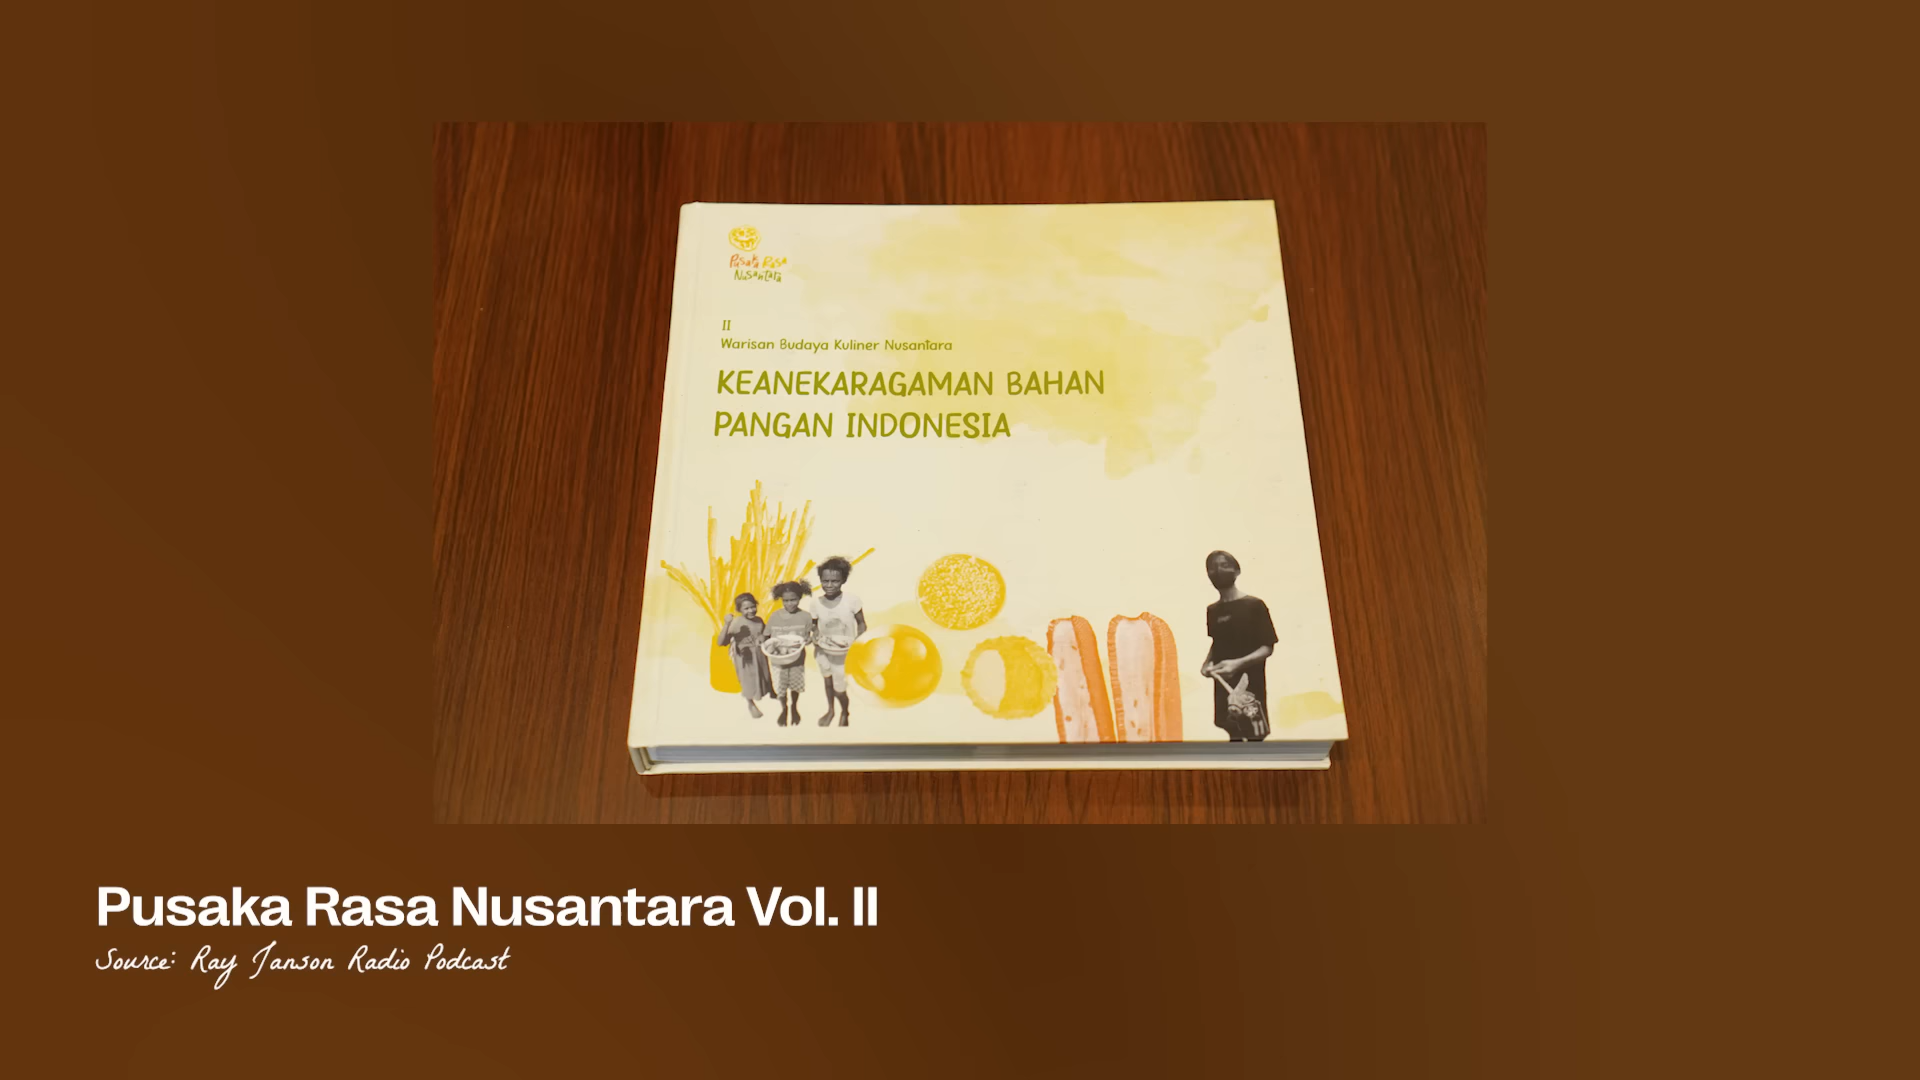 Pusaka Rasa
Nusantara
II
Warisan Budaya Kuliner Nusantara
KEANEKARAGAMAN BAHAN
PANGAN INDONESIA
Pusaka Rasa Nusantara Vol. II
Source: Ray Janson Radio Podcast